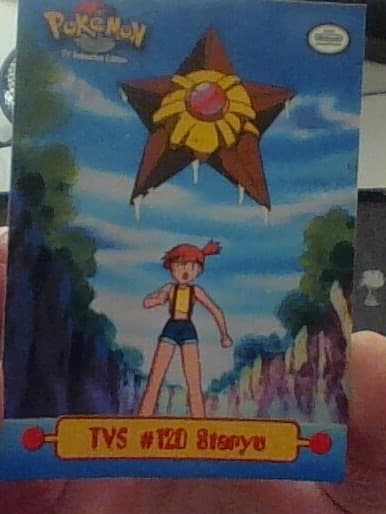 POKéMON
TV Animation Edition
TV5 #120 Staryu